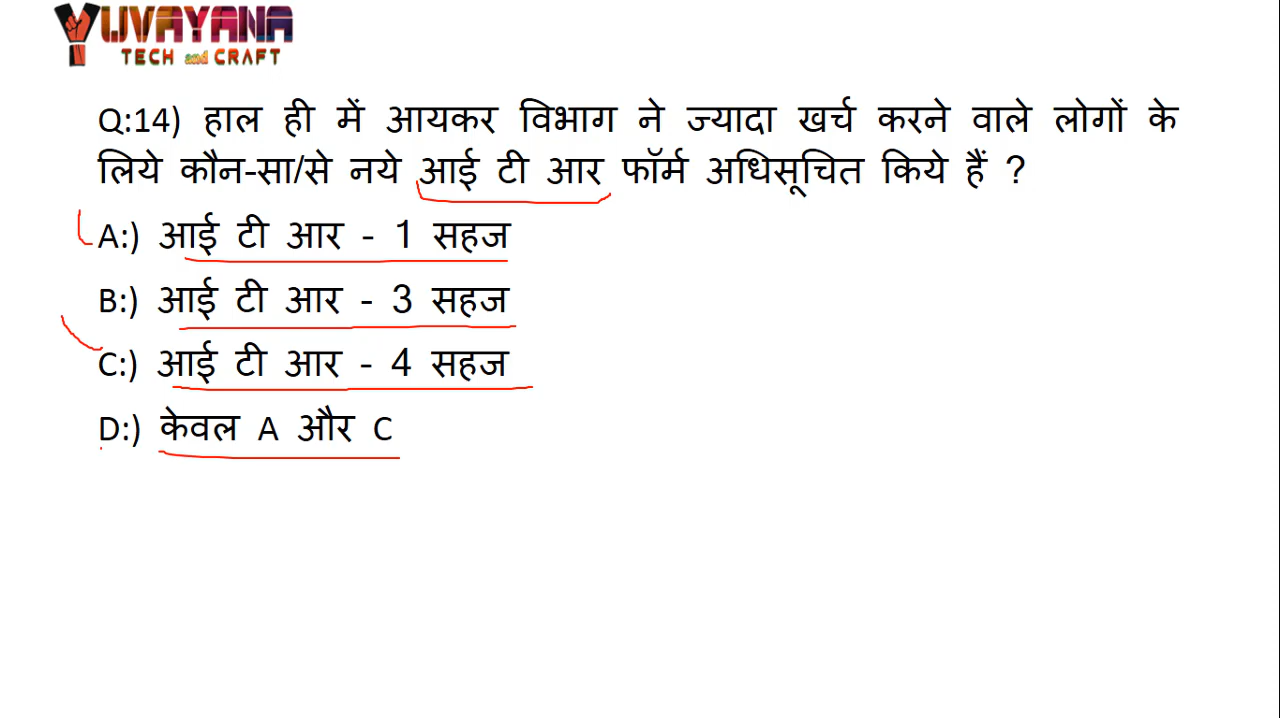 YUVAYANA
TECH and CRAFT
Q:14) हाल ही में आयकर विभाग ने ज्यादा खर्च करने वाले लोगों के
लिये कौन-सा/से नये आई टी आर फॉर्म अधिसूचित किये हैं ?
A:) आई टी आर - 1 सहज
B:) आई टी आर - 3 सहज
C:) आई टी आर - 4 सहज
D:) केवल A और C